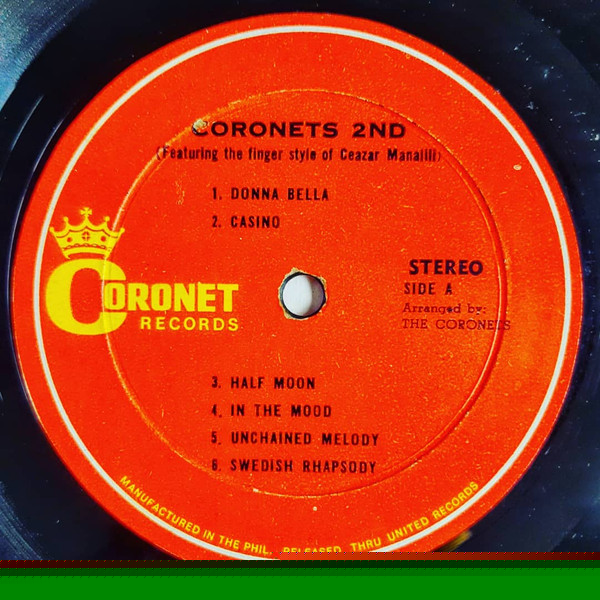 CORONETS 2ND
(Featuring the finger style of Ceazar Manalili)
1. DONNA BELLA
2. CASINO
CORONET
RECORDS
STEREO
SIDE A
Arranged by:
THE CORONETS
3. HALF MOON
4. IN THE MOOD
5. UNCHAINED MELODY
6. SWEDISH RHAPSODY
MANUFACTURED IN THE PHIL. RELEASED THRU UNITED RECORDS